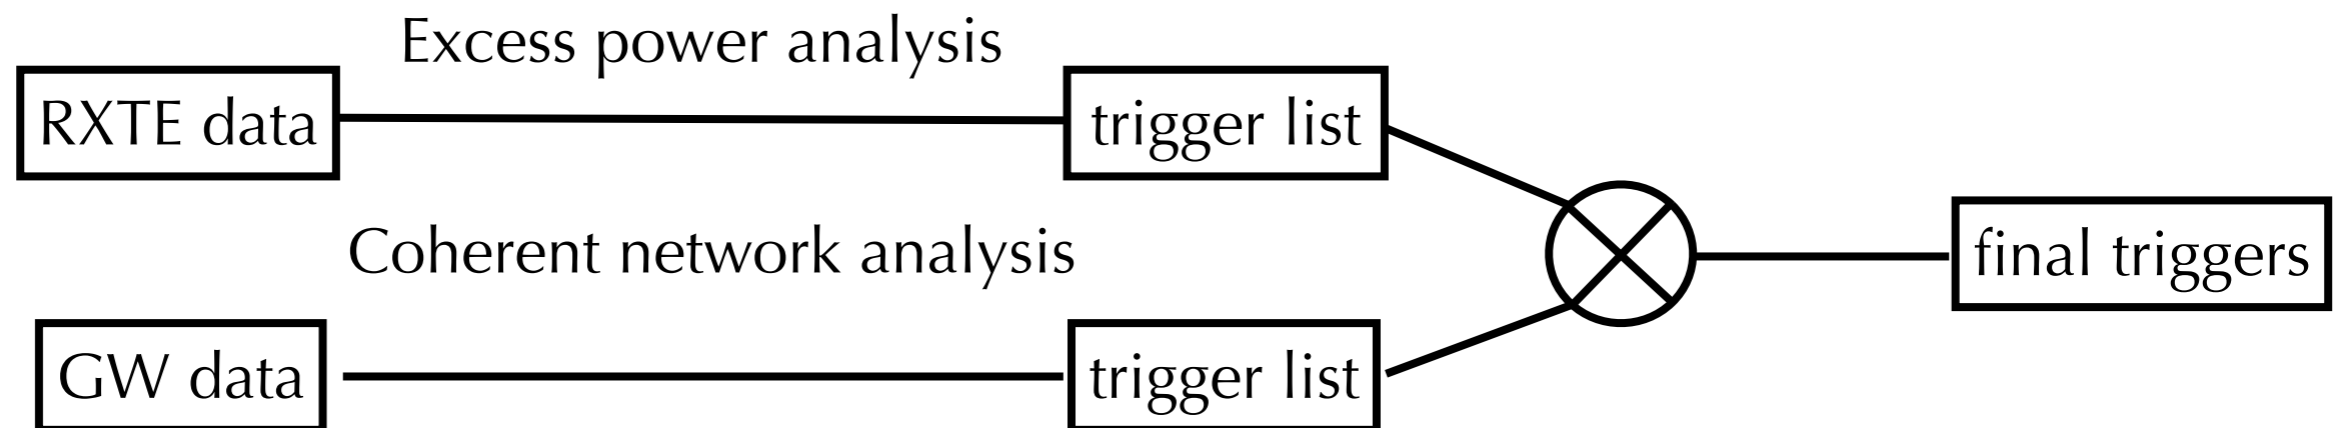 Excess power analysis
RXTE data
trigger list
Coherent network analysis
final triggers
GW data
trigger list